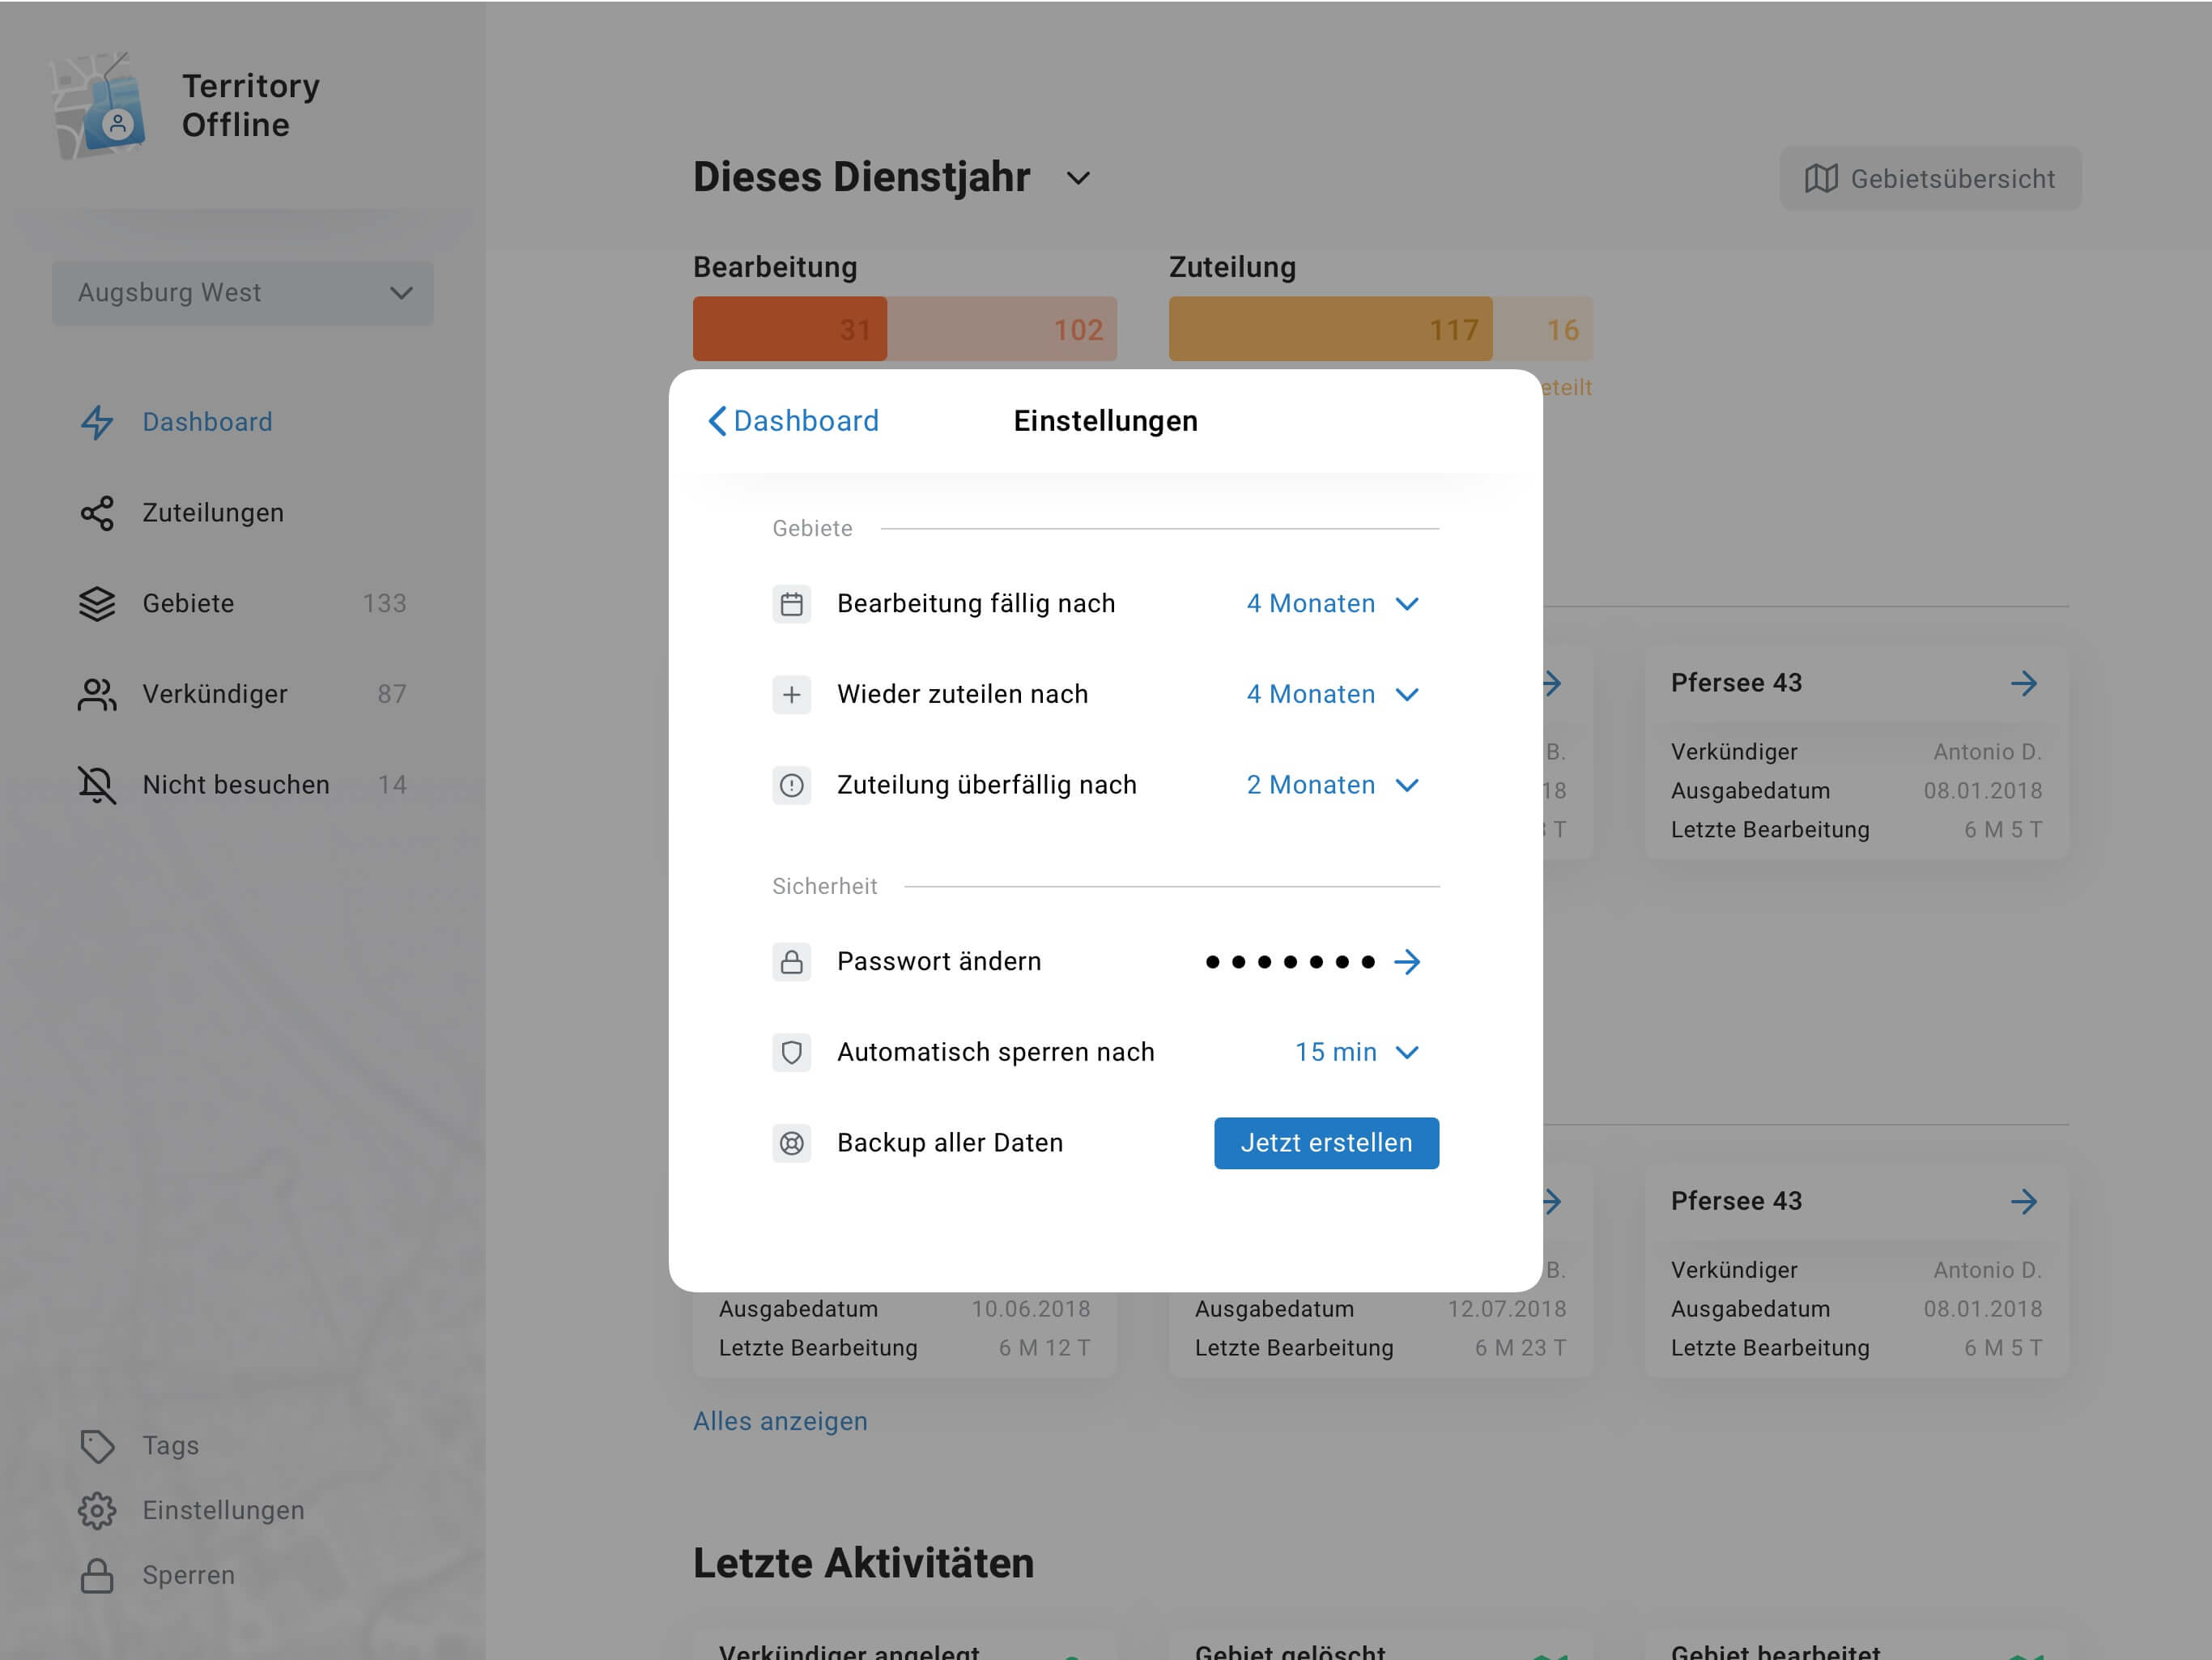 Territory
Offline
Augsburg West
Dashboard
Zuteilungen
Gebiete 133
Verkündiger 87
Nicht besuchen 14
Tags
Einstellungen
Sperren
Dieses Dienstjahr
Gebietsübersicht
Bearbeitung
31 102
Zuteilung
117 16
eteilt
Dashboard
Einstellungen
Gebiete
Bearbeitung fällig nach 4 Monaten
Wieder zuteilen nach 4 Monaten
Zuteilung überfällig nach 2 Monaten
Sicherheit
Passwort ändern
Automatisch sperren nach 15 min
Backup aller Daten Jetzt erstellen
B.
18
T
Pfersee 43
Verkündiger Antonio D.
Ausgabedatum 08.01.2018
Letzte Bearbeitung 6 M 5 T
Ausgabedatum 10.06.2018
Letzte Bearbeitung 6 M 12 T
B.
Ausgabedatum 12.07.2018
Letzte Bearbeitung 6 M 23 T
Pfersee 43
Verkündiger Antonio D.
Ausgabedatum 08.01.2018
Letzte Bearbeitung 6 M 5 T
Alles anzeigen
Letzte Aktivitäten
Verkündiger angelegt
Gebiet gelöscht
Gebiet bearbeitet